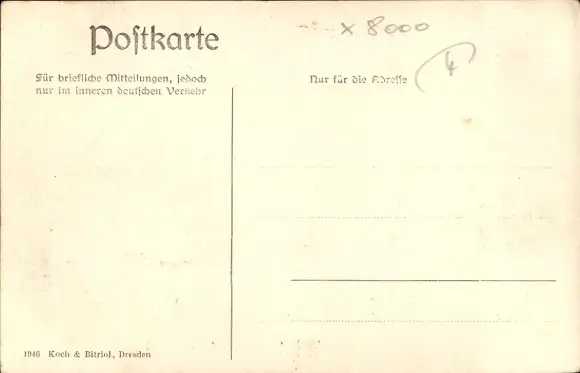 Postkarte
x 8000
4
Für briefliche Mitteilungen, jedoch
nur im inneren deutschen Verkehr
Nur für die Adresse
1946 Koch & Bitriol, Dresden